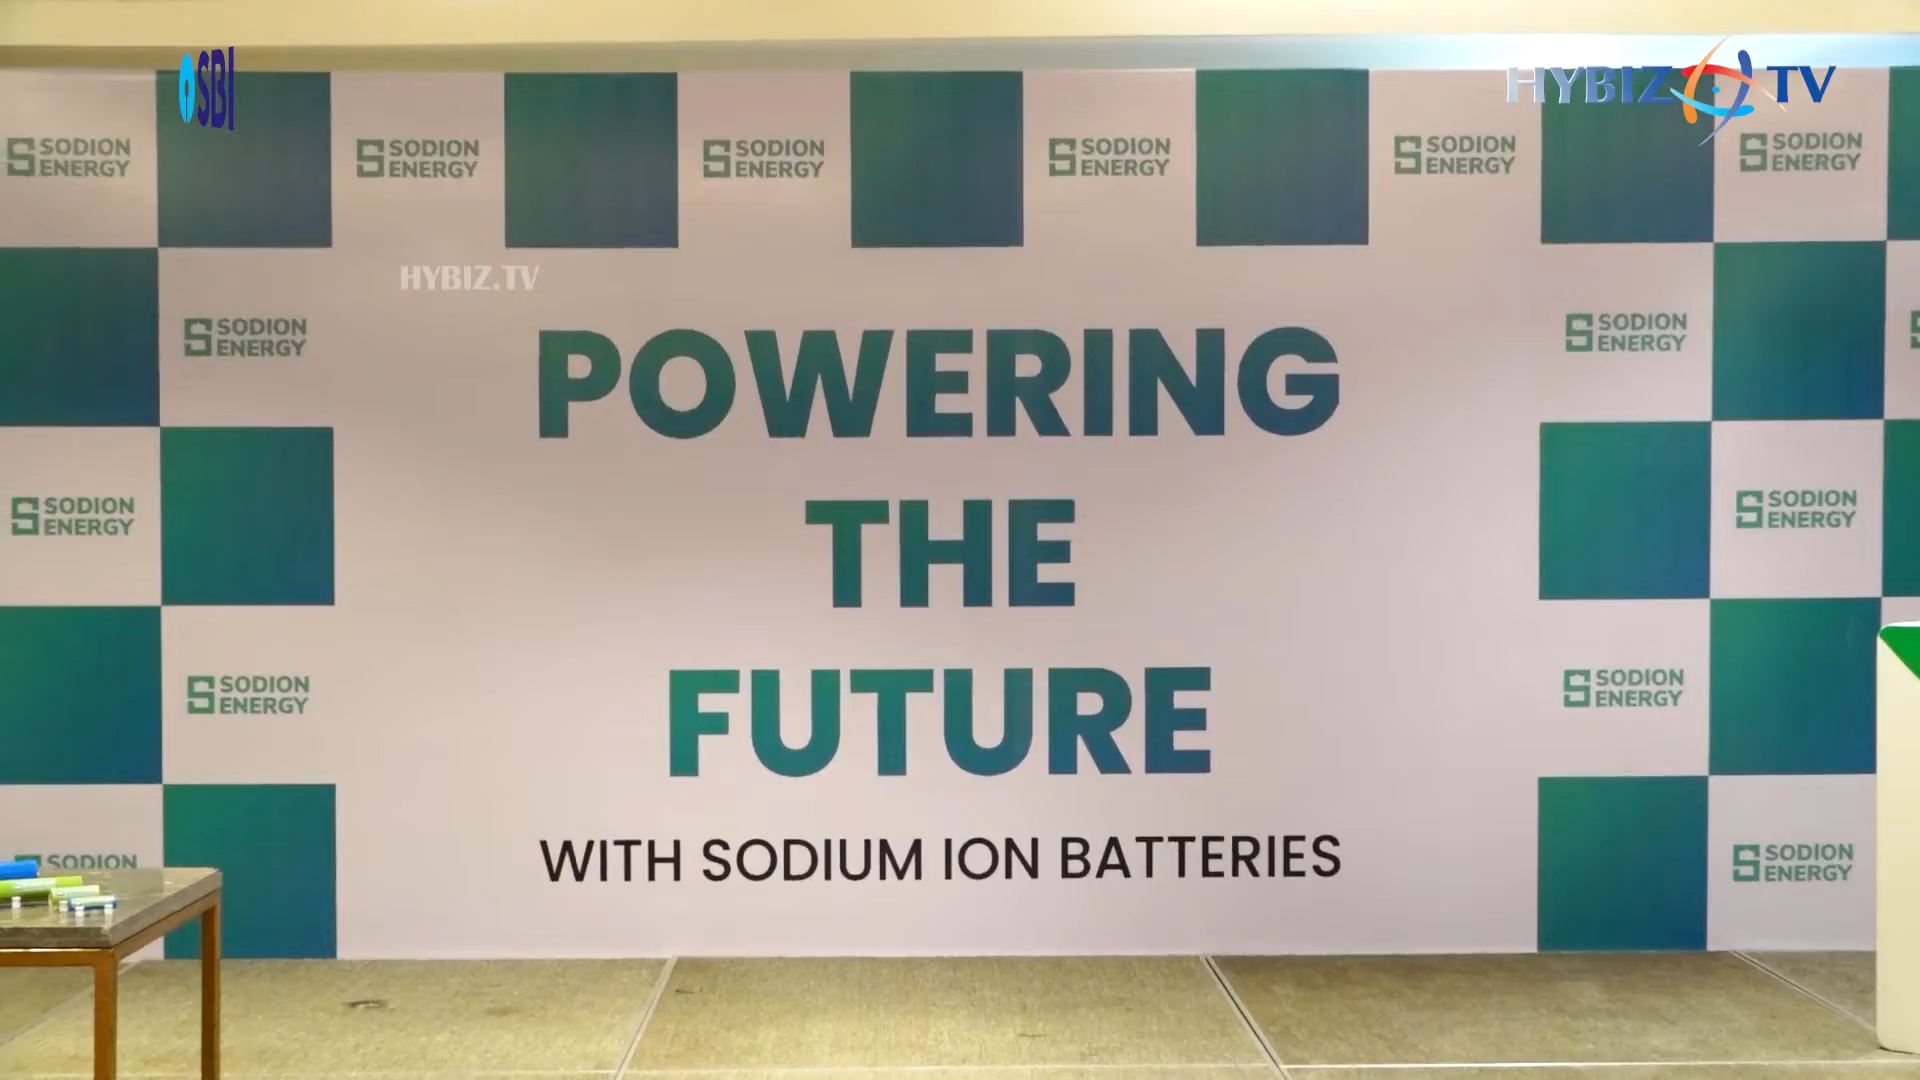 SBI
HYBIZ TV
SODION
ENERGY
SODION
ENERGY
SODION
ENERGY
SODION
ENERGY
SODION
ENERGY
SODION
ENERGY
HYBIZ.TV
SODION
ENERGY
SODION
ENERGY
POWERING
THE
FUTURE
WITH SODIUM ION BATTERIES
SODION
ENERGY
SODION
ENERGY
SODION
ENERGY
SODION
ENERGY
SODION
SODION
ENERGY